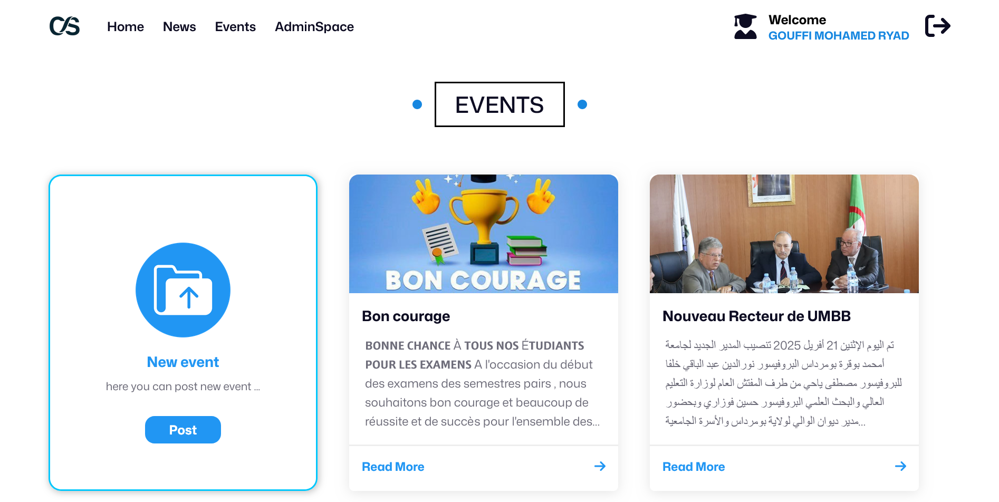 CS
Home News Events AdminSpace
Welcome
GOUFFI MOHAMED RYAD
EVENTS
New event
here you can post new event ...
Post
BON COURAGE
Bon courage
BONNE CHANCE À TOUS NOS ÉTUDIANTS
POUR LES EXAMENS A l'occasion du début
des examens des semestres pairs , nous
souhaitons bon courage et beaucoup de
réussite et de succès pour l'ensemble des...
Read More
Nouveau Recteur de UMBB
تم اليوم الإثنين 21 أفريل 2025 تنصيب المدير الجديد لجامعة
أمحمد بوقرة بومرداس البروفيسور نورالدين عبد الباقي خلفا
للبروفيسور مصطفى ياحي من طرف المفتش العام لوزارة التعليم
العالي والبحث العلمي البروفيسور حسين فوزاري وبحضور
مدير ديوان الوالي لولاية بومرداس والأسرة الجامعية...
Read More